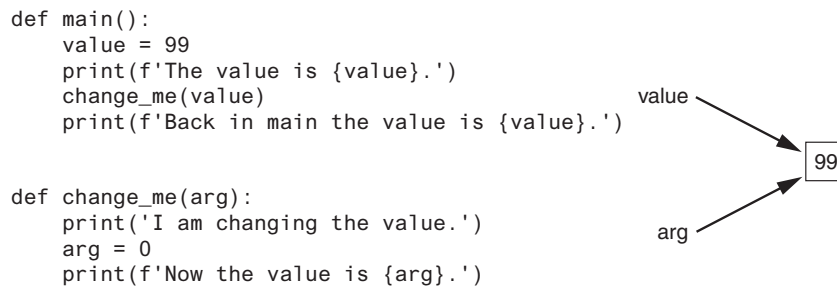 def main():
    value = 99
    print(f'The value is {value}.')
    change_me(value)
    print(f'Back in main the value is {value}.')
def change_me(arg):
    print('I am changing the value.')
    arg = 0
    print(f'Now the value is {arg}.')
value
99
arg